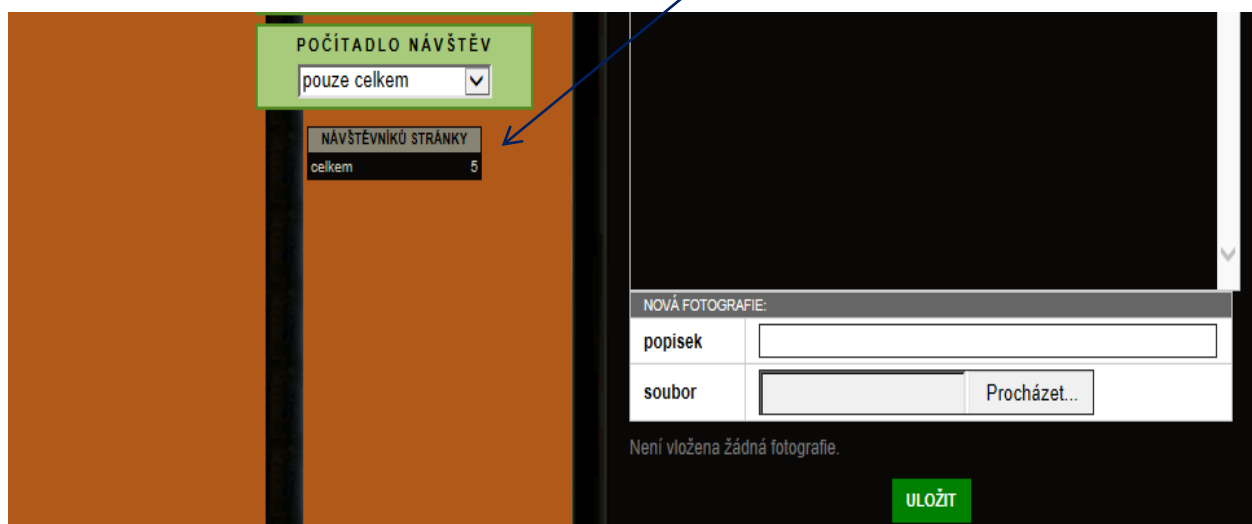 POČÍTADLO NÁVŠTĚV
pouze celkem
NÁVŠTĚVNÍKŮ STRÁNKY
celkem 5
NOVÁ FOTOGRAFIE:
popisek
soubor Procházet...
Není vložena žádná fotografie.
ULOŽIT